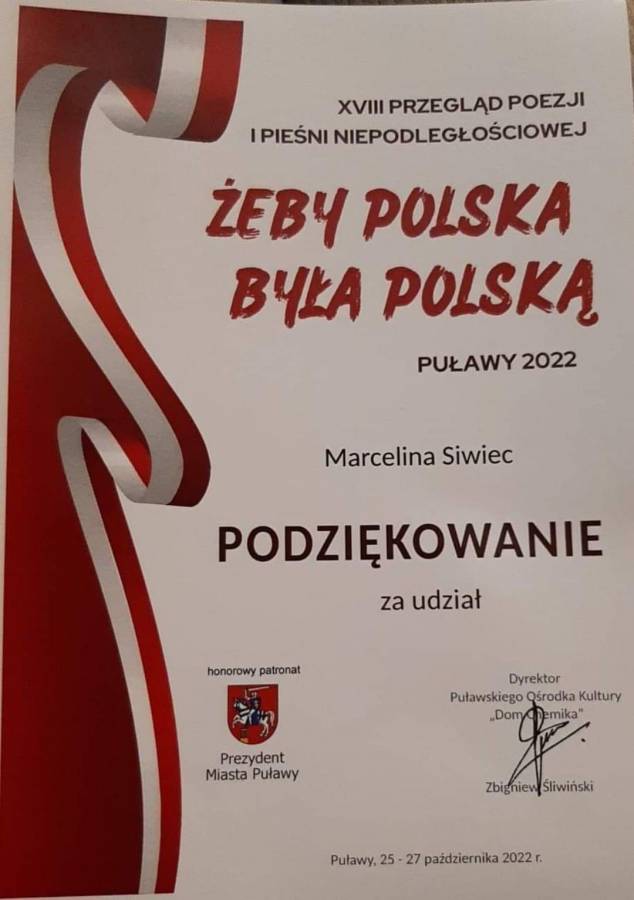 XVIII PRZEGLĄD POEZJI
I PIEŚNI NIEPODLEGŁOŚCIOWEJ
ŻEBY POLSKA
BYŁA POLSKĄ
PUŁAWY 2022
Marcelina Siwiec
PODZIĘKOWANIE
za udział
honorowy patronat
Prezydent
Miasta Puławy
Dyrektor
Puławskiego Ośrodka Kultury
„Dom Chemika"
Zbigniew Śliwiński
Puławy, 25 - 27 października 2022 r.